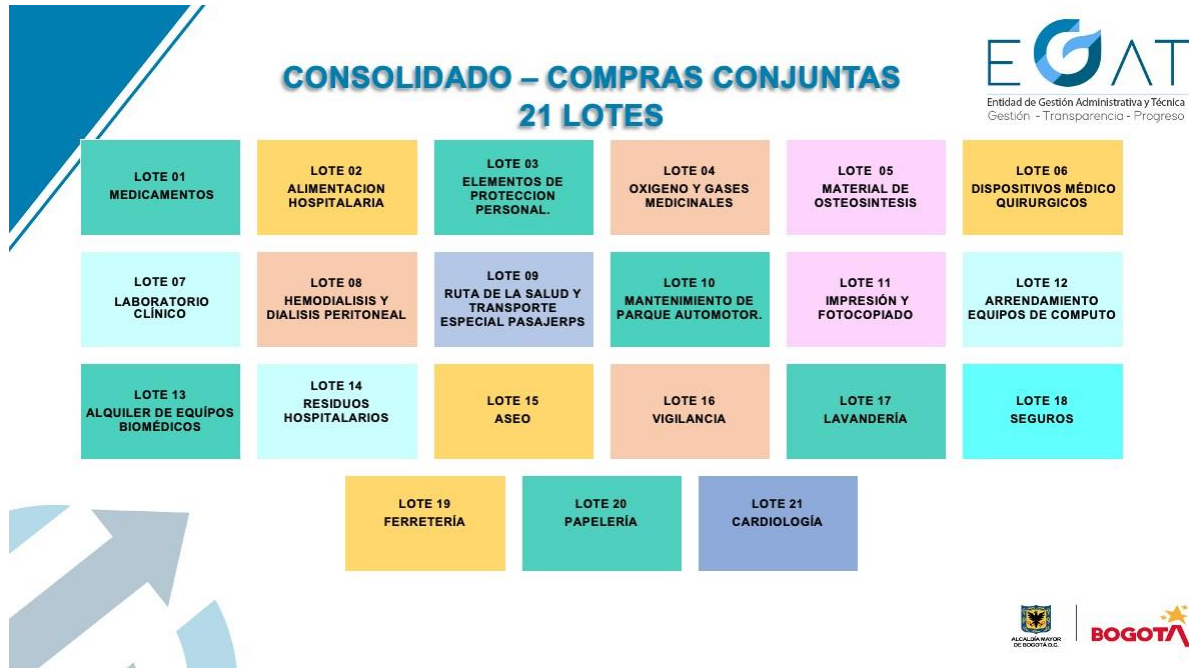 CONSOLIDADO – COMPRAS CONJUNTAS
21 LOTES
EGAT
Entidad de Gestión Administrativa y Técnica
Gestión - Transparencia - Progreso
LOTE 01
MEDICAMENTOS
LOTE 02
ALIMENTACION
HOSPITALARIA
LOTE 03
ELEMENTOS DE
PROTECCION
PERSONAL.
LOTE 04
OXIGENO Y GASES
MEDICINALES
LOTE 05
MATERIAL DE
OSTEOSINTESIS
LOTE 06
DISPOSITIVOS MÉDICO
QUIRURGICOS
LOTE 07
LABORATORIO
CLÍNICO
LOTE 08
HEMODIALISIS Y
DIALISIS PERITONEAL
LOTE 09
RUTA DE LA SALUD Y
TRANSPORTE
ESPECIAL PASAJERPS
LOTE 10
MANTENIMIENTO DE
PARQUE AUTOMOTOR.
LOTE 11
IMPRESIÓN Y
FOTOCOPIADO
LOTE 12
ARRENDAMIENTO
EQUIPOS DE COMPUTO
LOTE 13
ALQUILER DE EQUÍPOS
BIOMÉDICOS
LOTE 14
RESIDUOS
HOSPITALARIOS
LOTE 15
ASEO
LOTE 16
VIGILANCIA
LOTE 17
LAVANDERÍA
LOTE 18
SEGUROS
LOTE 19
FERRETERÍA
LOTE 20
PAPELERÍA
LOTE 21
CARDIOLOGÍA
ALCALDÍA MAYOR
DE BOGOTÁ D.C.
BOGOTÁ